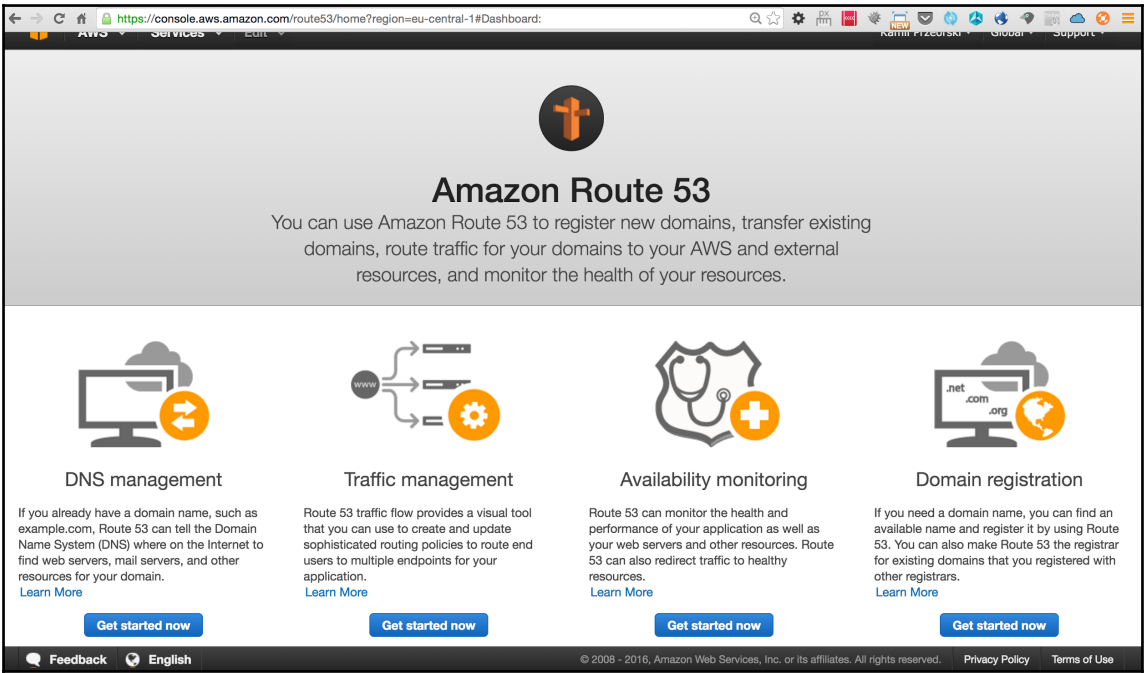 https://console.aws.amazon.com/route53/home?region=eu-central-1#Dashboard:
NEW
AWS Services Edit Kamil Przeorski Global Support
Amazon Route 53
You can use Amazon Route 53 to register new domains, transfer existing
domains, route traffic for your domains to your AWS and external
resources, and monitor the health of your resources.
www
.net
.com
.org
DNS management
If you already have a domain name, such as
example.com, Route 53 can tell the Domain
Name System (DNS) where on the Internet to
find web servers, mail servers, and other
resources for your domain.
Learn More
Get started now
Traffic management
Route 53 traffic flow provides a visual tool
that you can use to create and update
sophisticated routing policies to route end
users to multiple endpoints for your
application.
Learn More
Get started now
Availability monitoring
Route 53 can monitor the health and
performance of your application as well as
your web servers and other resources. Route
53 can also redirect traffic to healthy
resources.
Learn More
Get started now
Domain registration
If you need a domain name, you can find an
available name and register it by using Route
53. You can also make Route 53 the registrar
for existing domains that you registered with
other registrars.
Learn More
Get started now
Feedback English © 2008 - 2016, Amazon Web Services, Inc. or its affiliates. All rights reserved. Privacy Policy Terms of Use